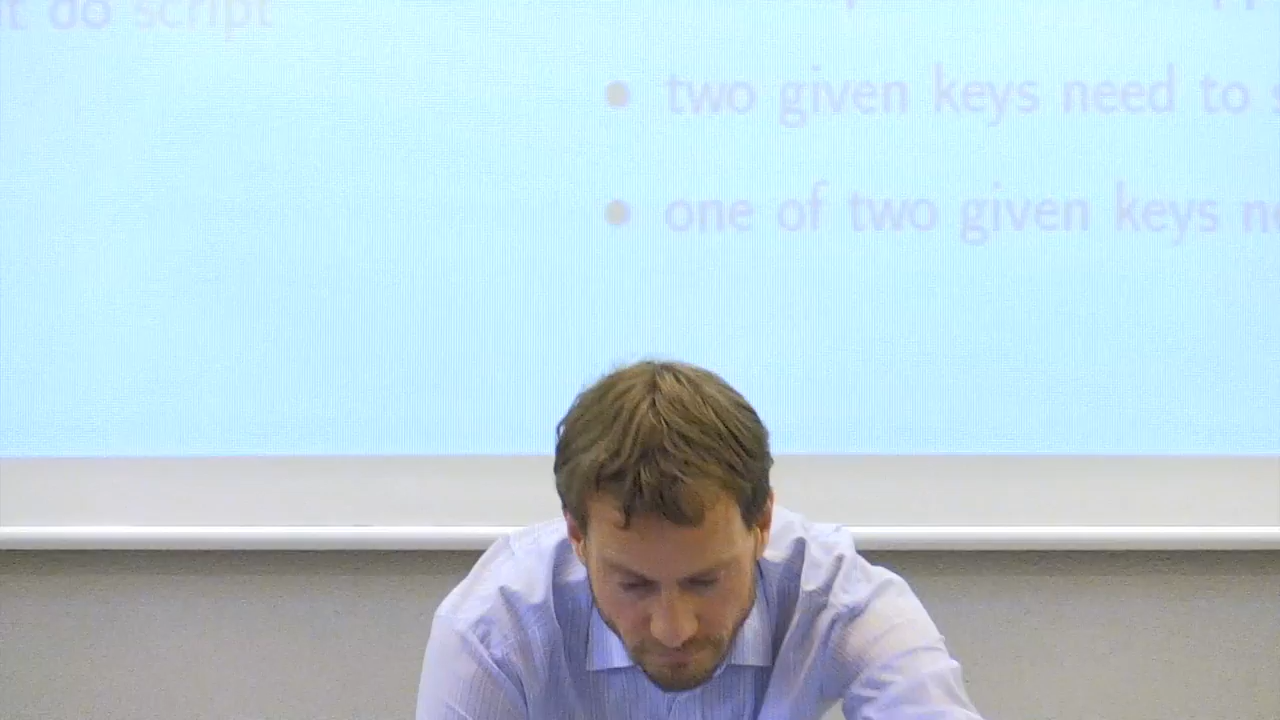 t do script
• two given keys need to
• one of two given keys